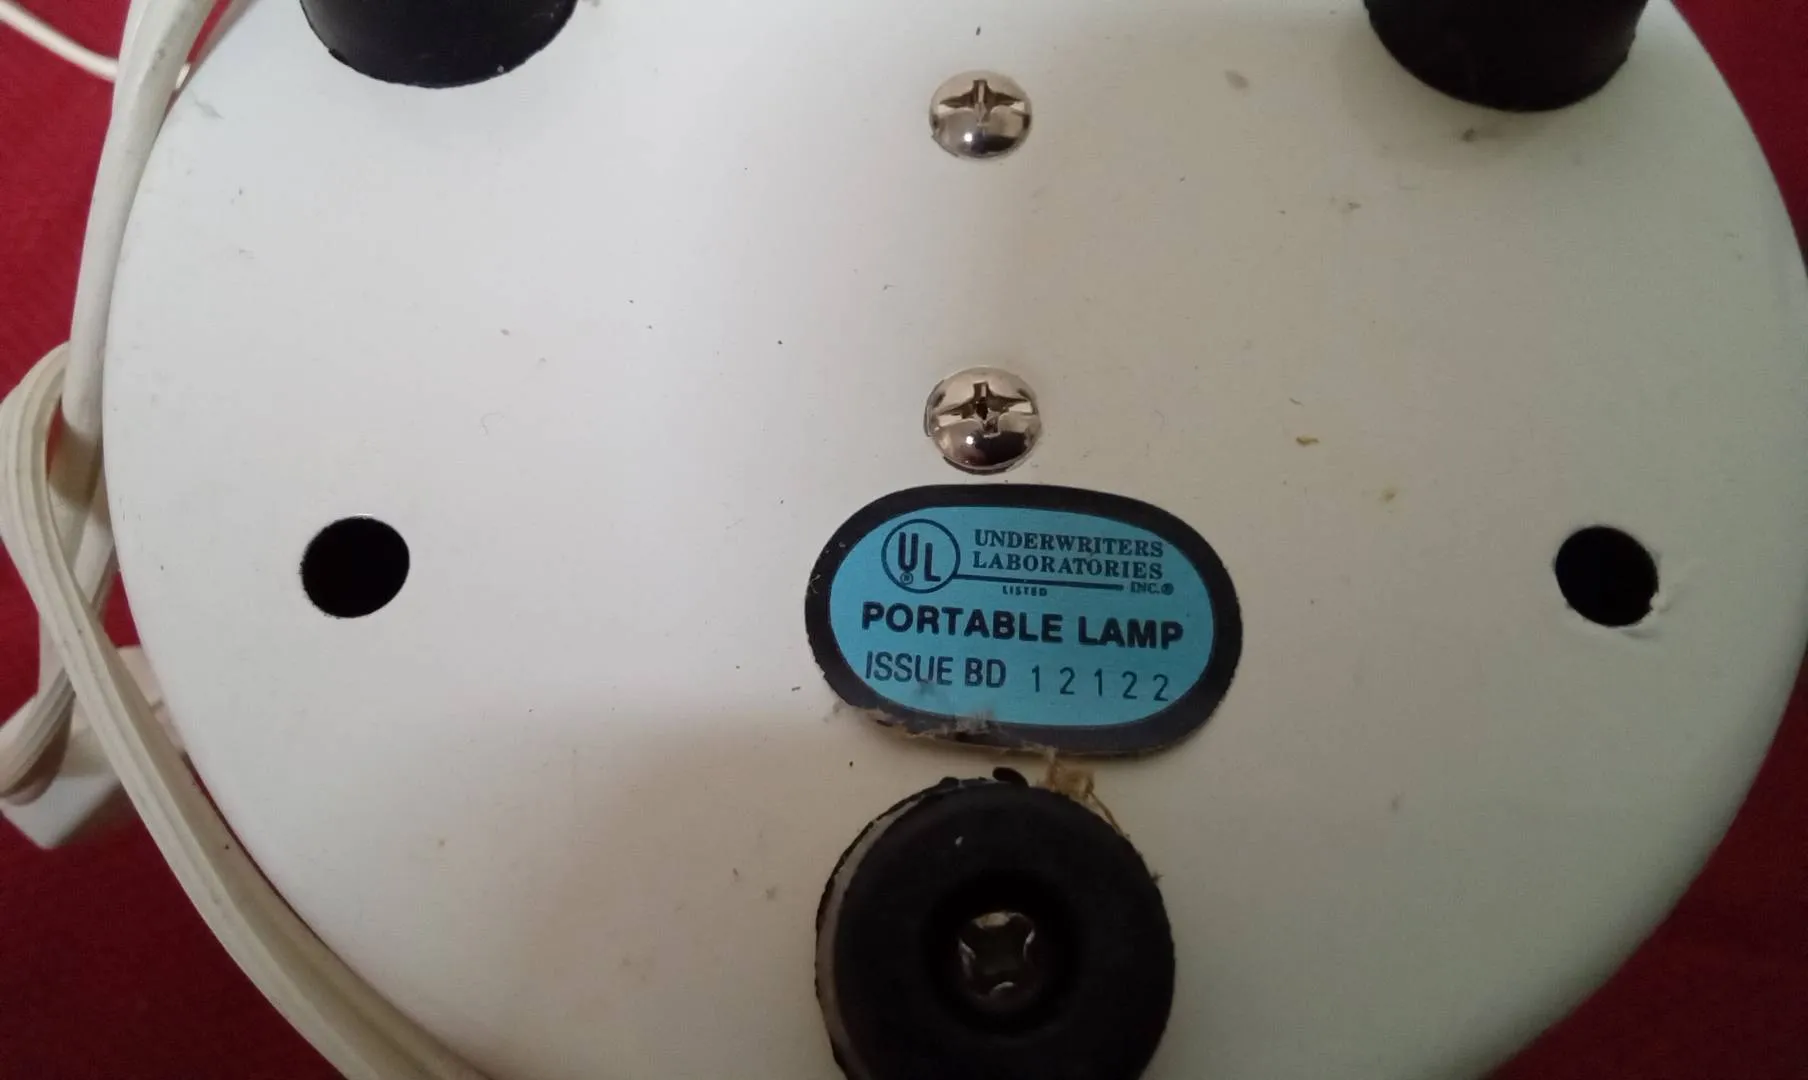 UL®
UNDERWRITERS
LABORATORIES
INC.®
LISTED
PORTABLE LAMP
ISSUE BD 12122